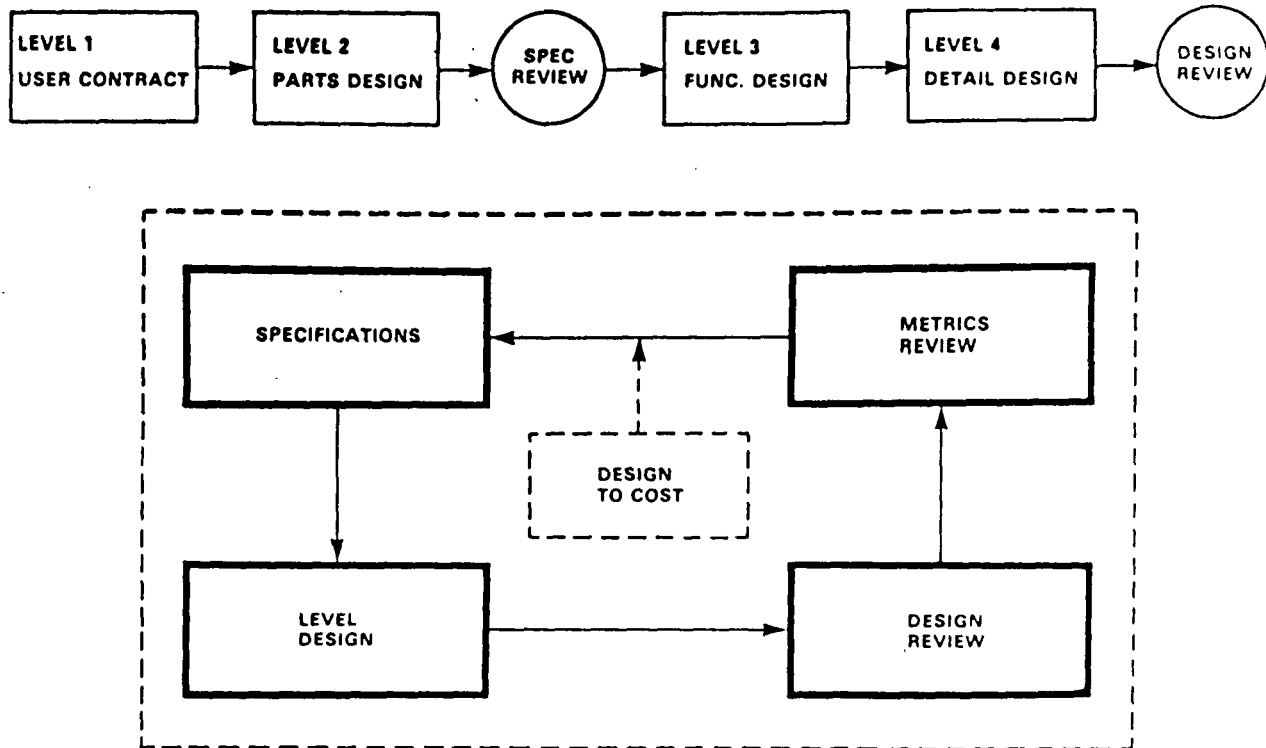 LEVEL 1
USER CONTRACT
LEVEL 2
PARTS DESIGN
SPEC
REVIEW
LEVEL 3
FUNC. DESIGN
LEVEL 4
DETAIL DESIGN
DESIGN
REVIEW
SPECIFICATIONS
METRICS
REVIEW
DESIGN
TO COST
LEVEL
DESIGN
DESIGN
REVIEW